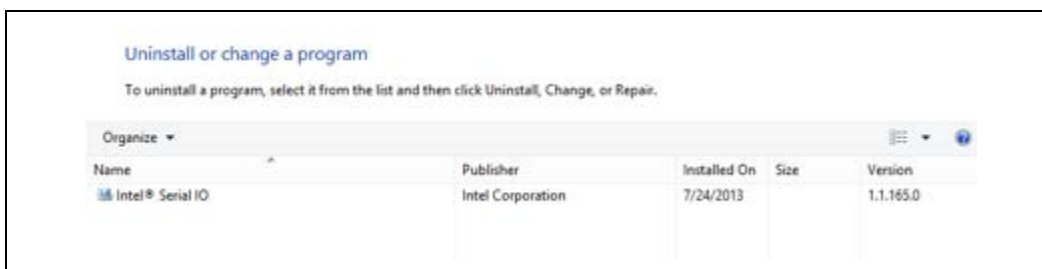 Uninstall or change a program
To uninstall a program, select it from the list and then click Uninstall, Change, or Repair.
Organize
Name Publisher Installed On Size Version
Intel® Serial IO Intel Corporation 7/24/2013 1.1.165.0